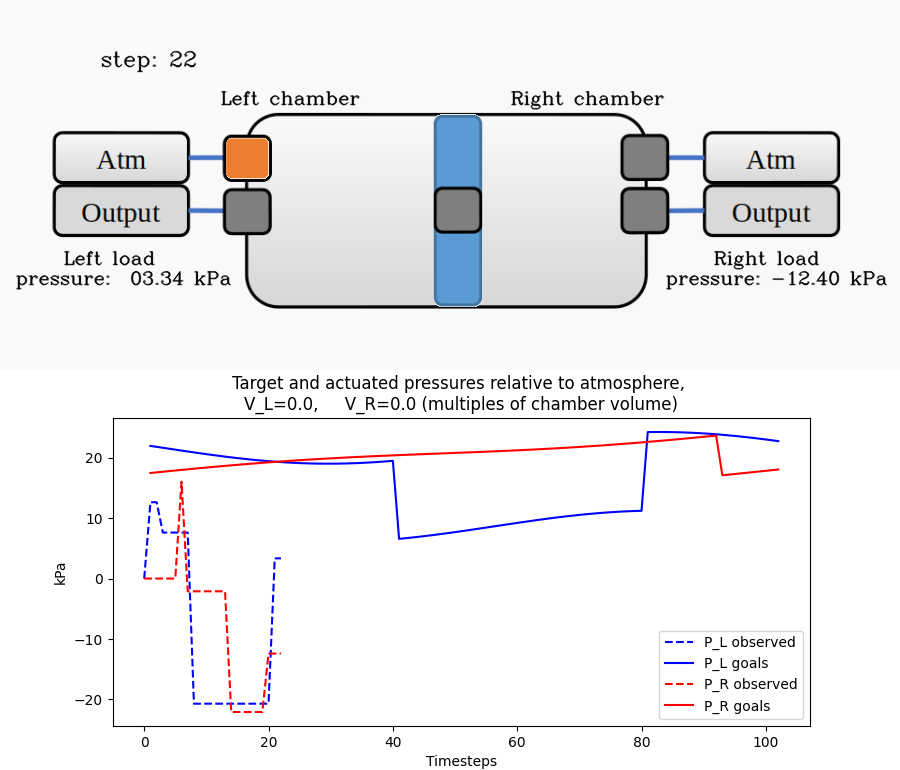 step: 22
Left chamber
Right chamber
Atm
Atm
Output
Output
Left load
pressure: 03.34 kPa
Right load
pressure: −12.40 kPa
Target and actuated pressures relative to atmosphere,
V_L=0.0, V_R=0.0 (multiples of chamber volume)
kPa
20
10
0
−10
−20
P_L observed
P_L goals
P_R observed
P_R goals
0 20 40 60 80 100
Timesteps